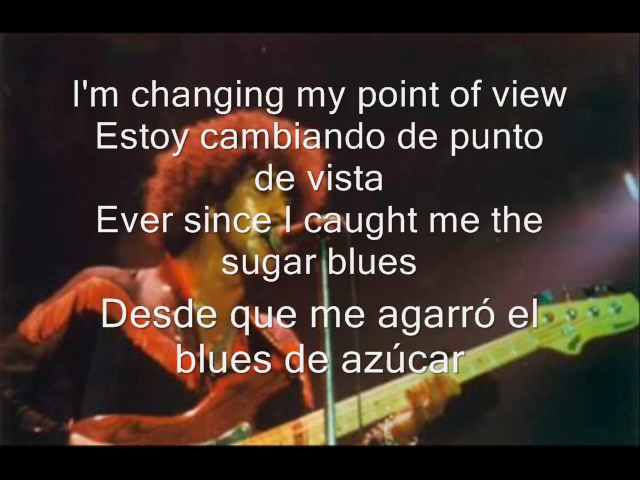 I'm changing my point of view
Estoy cambiando de punto
de vista
Ever since I caught me the
sugar blues
Desde que me agarró el
blues de azúcar